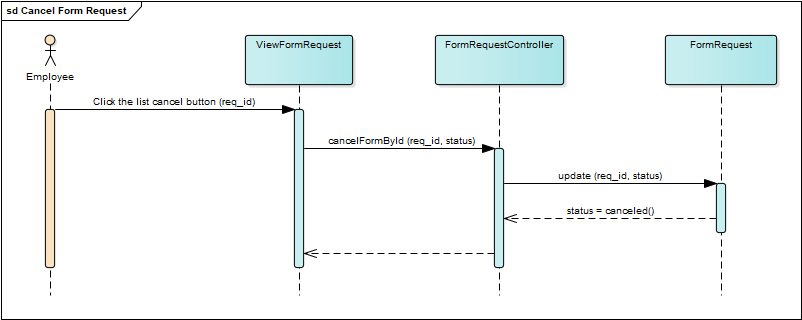 sd Cancel Form Request
Employee
ViewFormRequest
FormRequestController
FormRequest
Click the list cancel button (req_id)
cancelFormById (req_id, status)
update (req_id, status)
status = canceled()